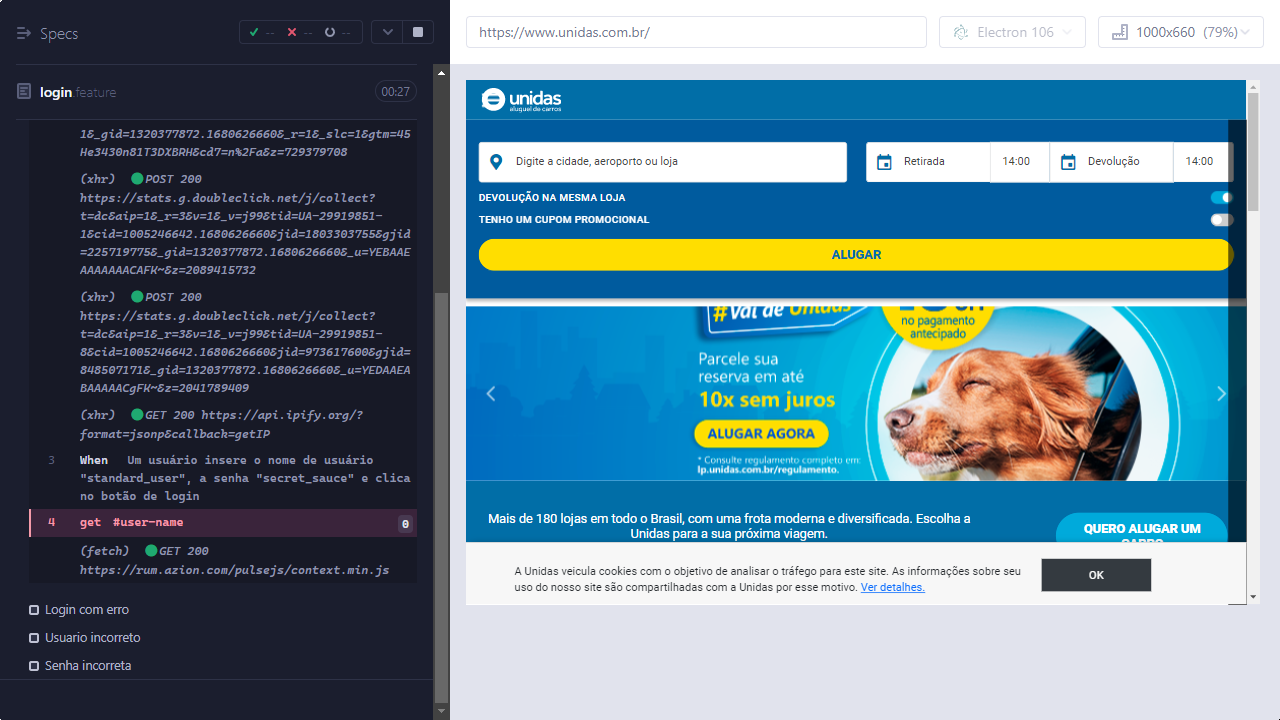 Specs
-- -- --
login.feature
00:27
1&_gid=1320377872.1680626660&_r=1&_slc=1&gtm=45
He3430n81T3DXBRH&cd7=n%2Fa&z=729379708
(xhr) POST 200
https://stats.g.doubleclick.net/j/collect?
t=dc&aip=1&_r=3&v=1&_v=j99&tid=UA-29919851-
1&cid=1005246642.1680626660&jid=1803303755&gjid
=225719775&_gid=1320377872.1680626660&_u=YEBAAE
AAAAAAACAFK~&z=2089415732
(xhr) POST 200
https://stats.g.doubleclick.net/j/collect?
t=dc&aip=1&_r=3&v=1&_v=j99&tid=UA-29919851-
8&cid=1005246642.1680626660&jid=973617600&gjid=
848507171&_gid=1320377872.1680626660&_u=YEDAAEA
BAAAAACgFK~&z=2041789409
(xhr) GET 200 https://api.ipify.org/?
format=jsonp&callback=getIP
3 When Um usuário insere o nome de usuário
"standard_user", a senha "secret_sauce" e clica
no botão de login
4 get #user-name 0
(fetch) GET 200
https://rum.azion.com/pulsejs/context.min.js
Login com erro
Usuario incorreto
Senha incorreta
https://www.unidas.com.br/
Electron 106
1000x660 (79%)
unidas
aluguel de carros
Digite a cidade, aeroporto ou loja
Retirada 14:00 Devolução 14:00
DEVOLUÇÃO NA MESMA LOJA
TENHO UM CUPOM PROMOCIONAL
ALUGAR
#Vai de Unidas
no pagamento
antecipado
Parcele sua
reserva em até
10x sem juros
ALUGAR AGORA
* Consulte regulamento completo em:
lp.unidas.com.br/regulamento.
Mais de 180 lojas em todo o Brasil, com uma frota moderna e diversificada. Escolha a
Unidas para a sua próxima viagem.
QUERO ALUGAR UM
CARRO
A Unidas veicula cookies com o objetivo de analisar o tráfego para este site. As informações sobre seu
uso do nosso site são compartilhadas com a Unidas por esse motivo. Ver detalhes.
OK